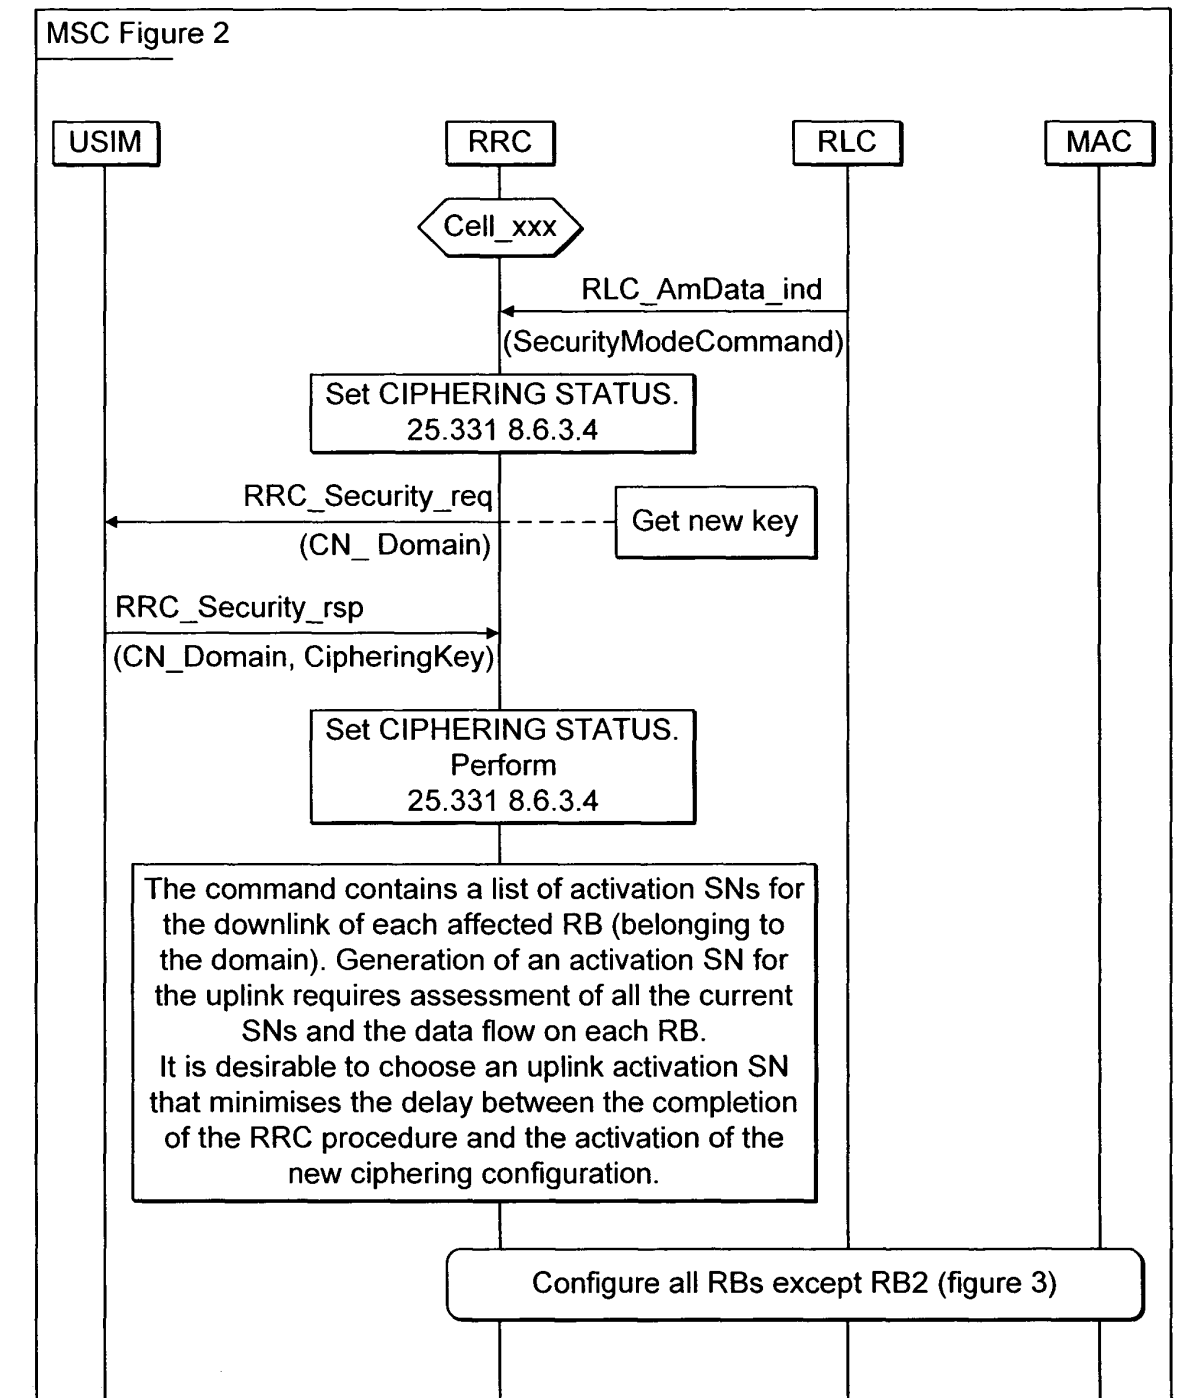 MSC Figure 2
USIM
RRC
RLC
MAC
Cell_xxx
RLC_AmData_ind
(SecurityModeCommand)
Set CIPHERING STATUS.
25.331 8.6.3.4
RRC_Security_req
(CN_ Domain)
Get new key
RRC_Security_rsp
(CN_Domain, CipheringKey)
Set CIPHERING STATUS.
Perform
25.331 8.6.3.4
The command contains a list of activation SNs for
the downlink of each affected RB (belonging to
the domain). Generation of an activation SN for
the uplink requires assessment of all the current
SNs and the data flow on each RB.
It is desirable to choose an uplink activation SN
that minimises the delay between the completion
of the RRC procedure and the activation of the
new ciphering configuration.
Configure all RBs except RB2 (figure 3)